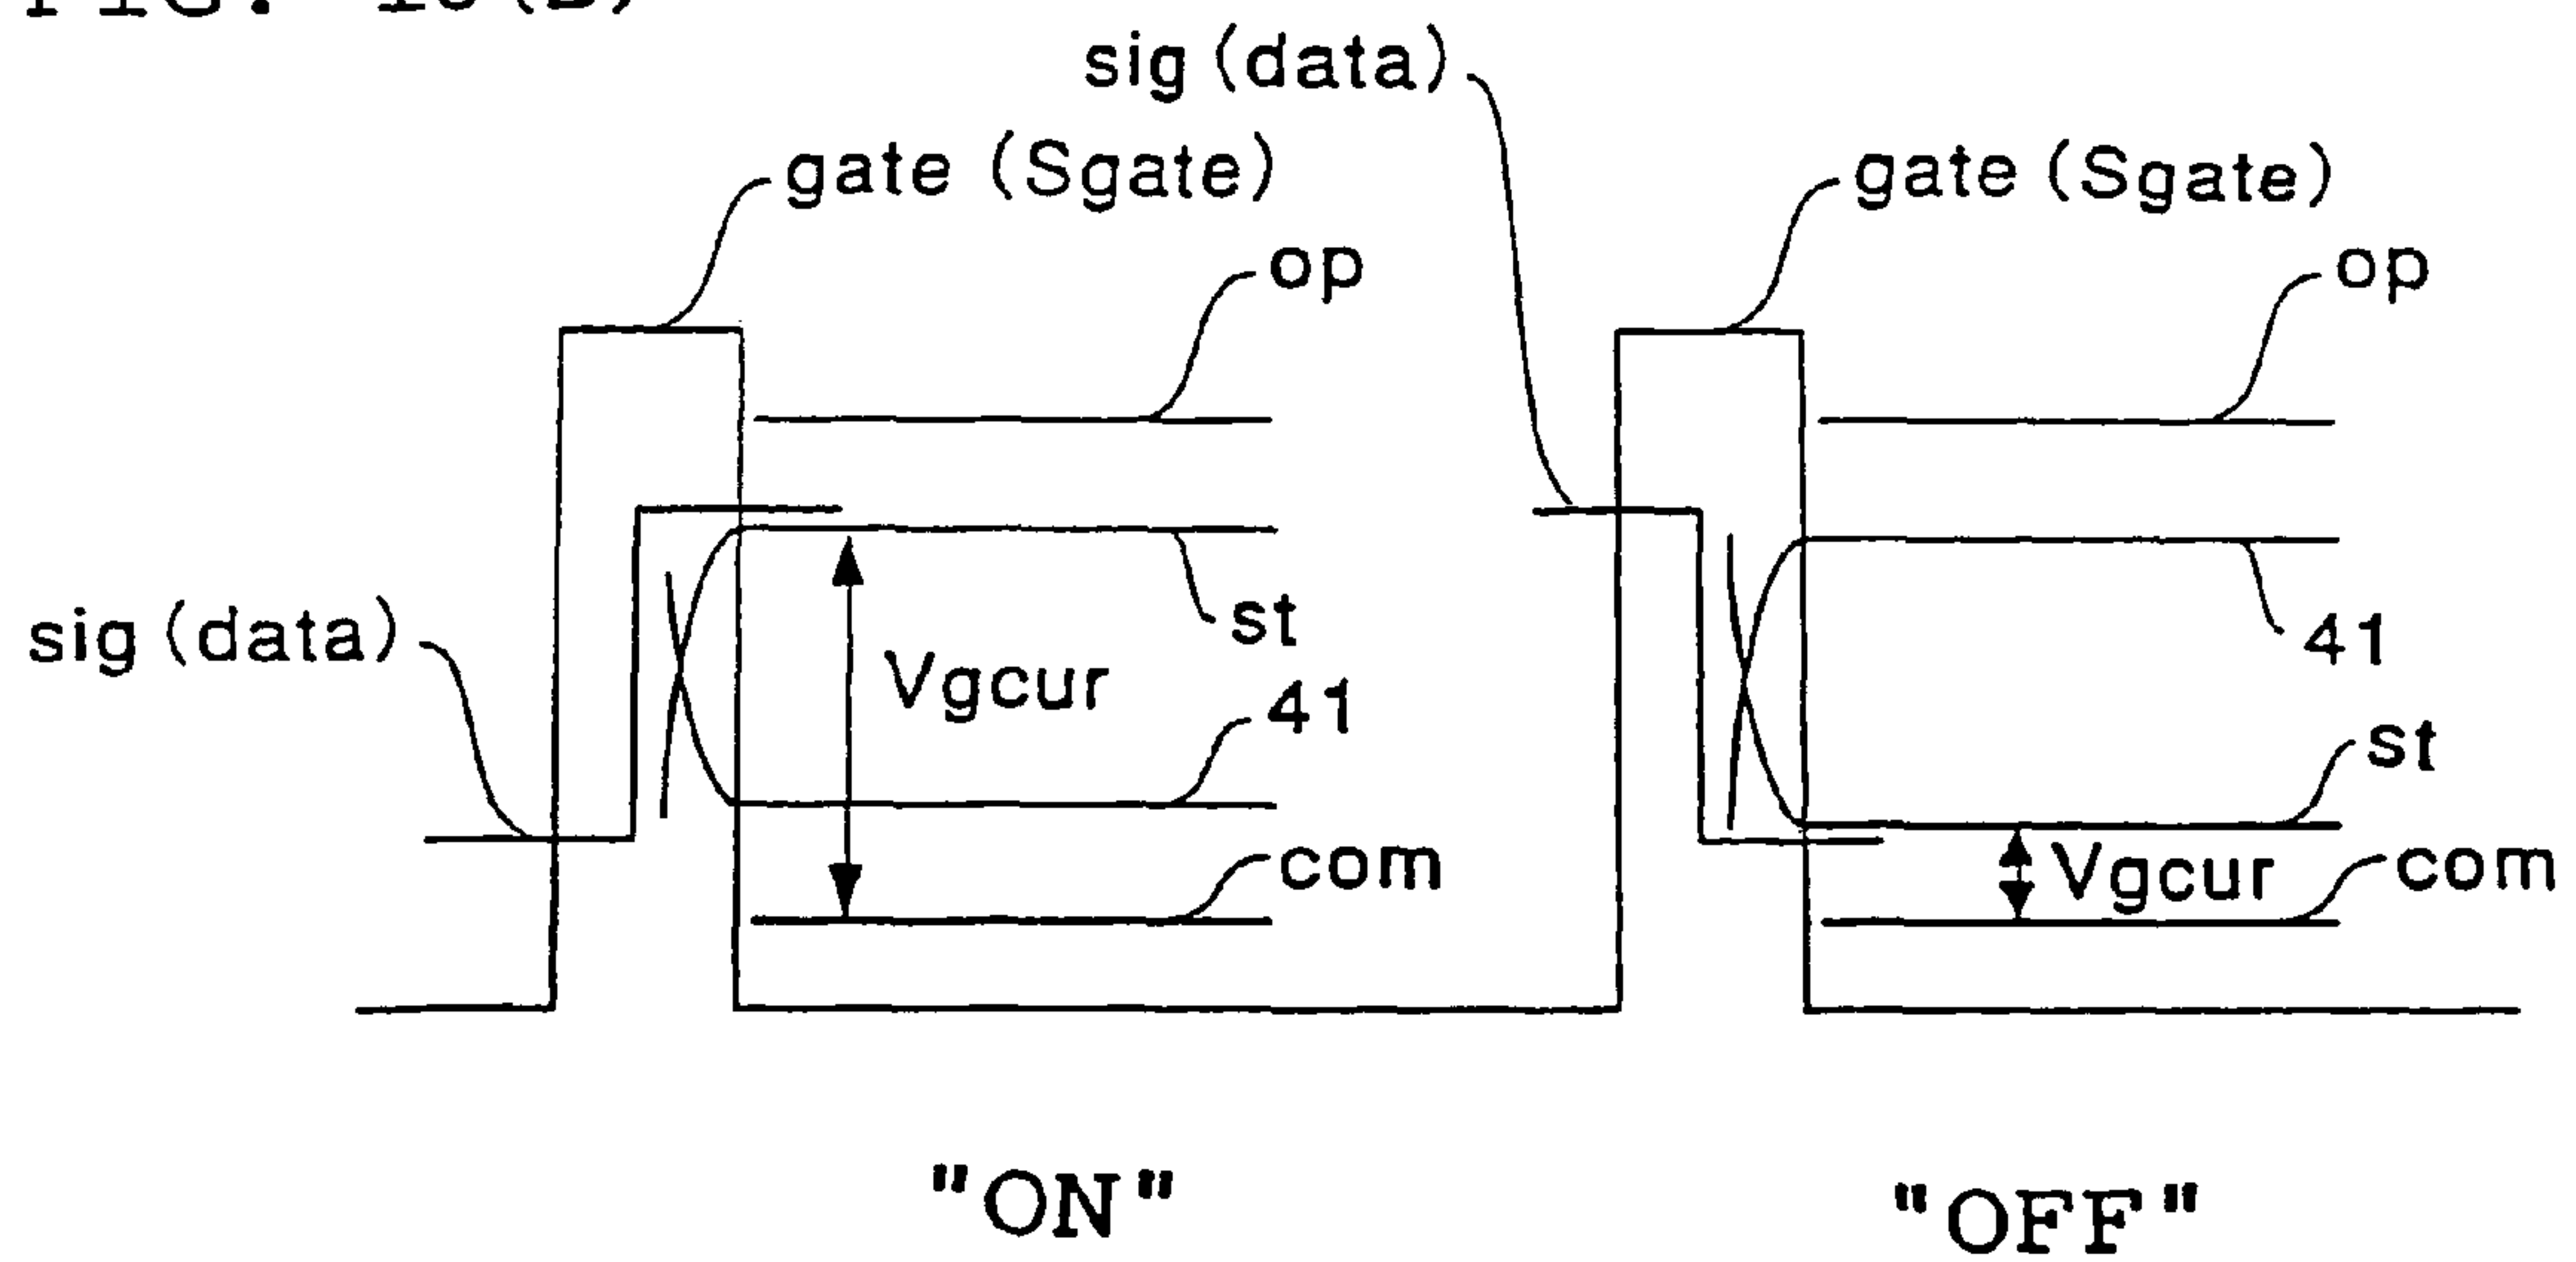 FIG.
sig (data)
gate (Sgate)
gate (Sgate)
op
op
sig (data)
st
41
Vgcur
41
st
com
Vgcur
com
"ON"
"OFF"